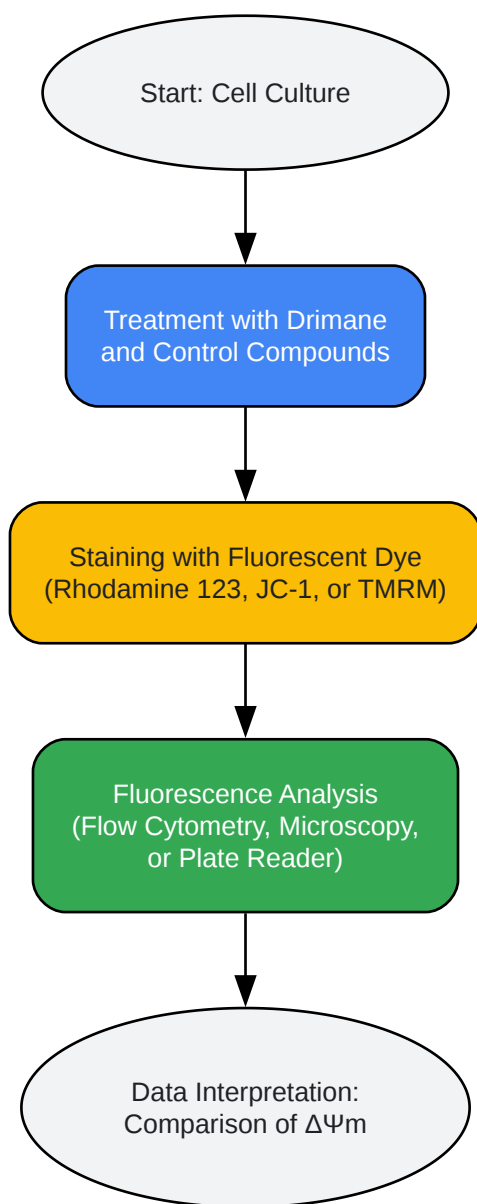 Start: Cell Culture
Treatment with Drimane
and Control Compounds
Staining with Fluorescent Dye
(Rhodamine 123, JC-1, or TMRM)
Fluorescence Analysis
(Flow Cytometry, Microscopy,
or Plate Reader)
Data Interpretation:
Comparison of ΔΨm